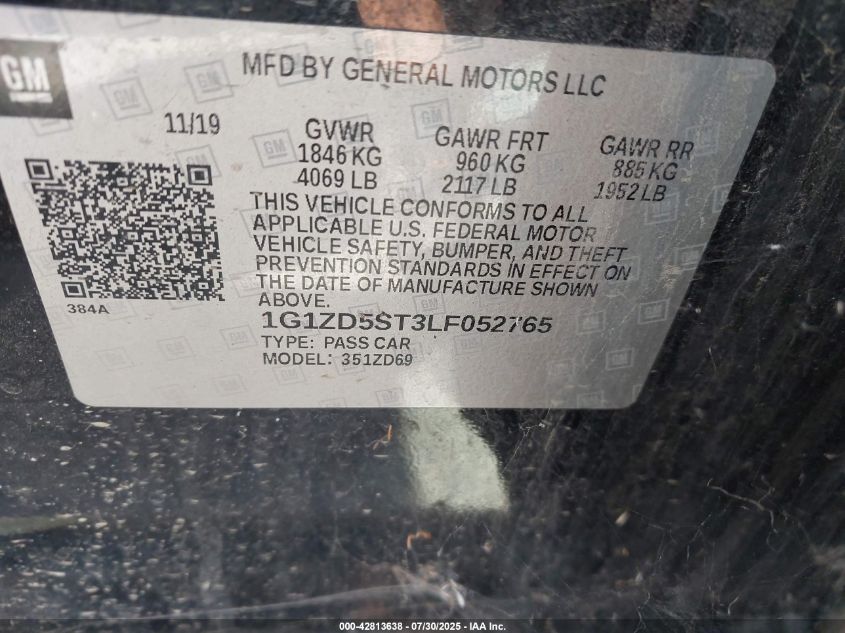 GM
MFD BY GENERAL MOTORS LLC
11/19 GVWR GAWR FRT GAWR RR
1846 KG 960 KG 885 KG
4069 LB 2117 LB 1952 LB
THIS VEHICLE CONFORMS TO ALL
APPLICABLE U.S. FEDERAL MOTOR
VEHICLE SAFETY, BUMPER, AND THEFT
PREVENTION STANDARDS IN EFFECT ON
THE DATE OF MANUFACTURE SHOWN
ABOVE.
384A
1G1ZD5ST3LF052765
TYPE: PASS CAR
MODEL: 351ZD69
000-42813638 - 07/30/2025 - IAA Inc.